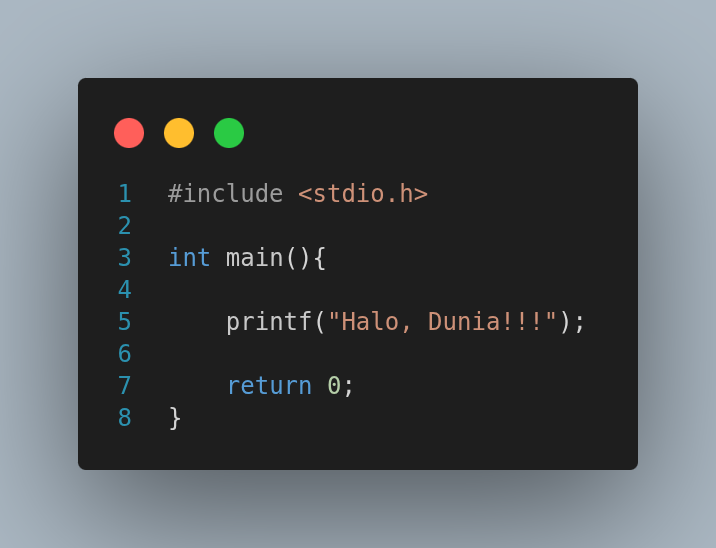 1 #include <stdio.h>
2
3 int main(){
4
5     printf("Halo, Dunia!!!");
6
7     return 0;
8 }